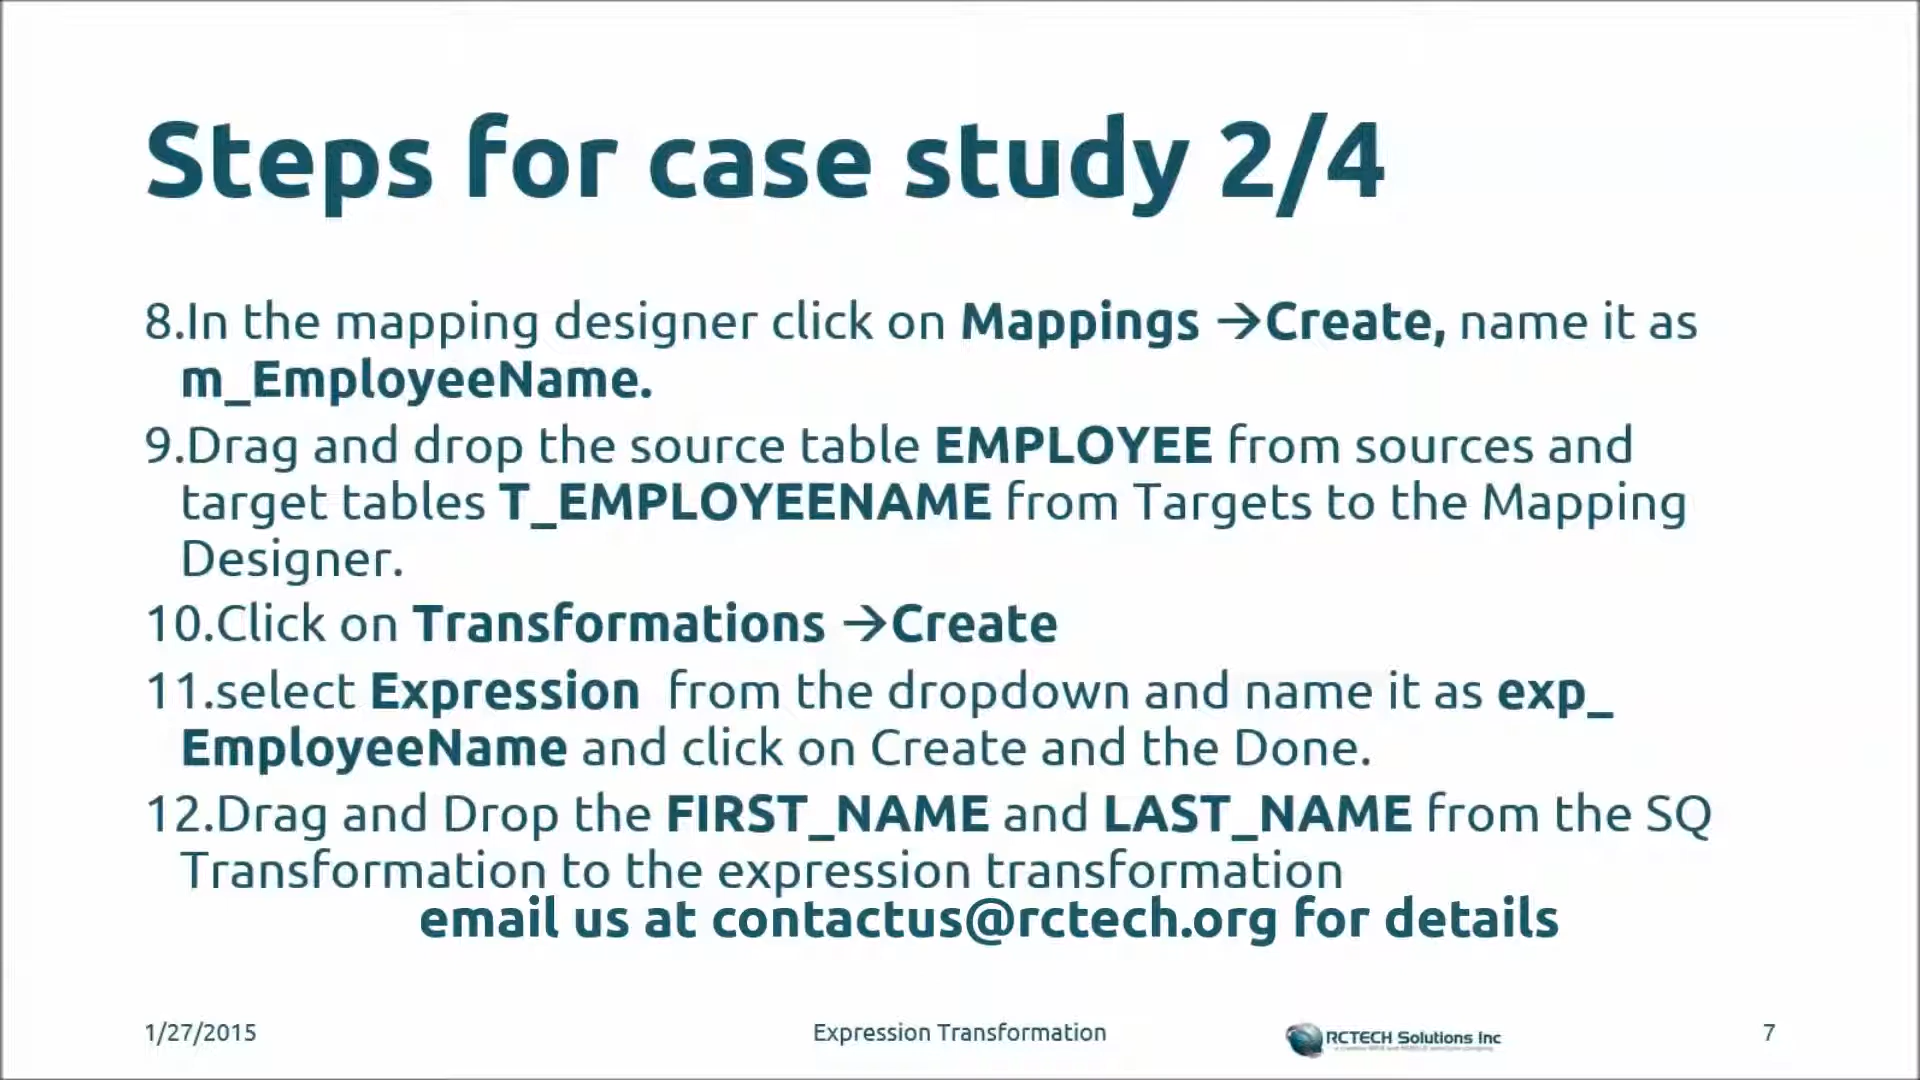 Steps for case study 2/4
8.In the mapping designer click on Mappings →Create, name it as
m_EmployeeName.
9.Drag and drop the source table EMPLOYEE from sources and
target tables T_EMPLOYEENAME from Targets to the Mapping
Designer.
10.Click on Transformations →Create
11.select Expression from the dropdown and name it as exp_
EmployeeName and click on Create and the Done.
12.Drag and Drop the FIRST_NAME and LAST_NAME from the SQ
Transformation to the expression transformation
email us at contactus@rctech.org for details
1/27/2015
Expression Transformation
RCTECH Solutions Inc
7